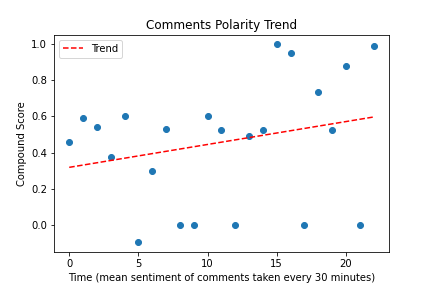 Comments Polarity Trend
Trend
1.0
0.8
0.6
0.4
0.2
0.0
Compound Score
0 5 10 15 20
Time (mean sentiment of comments taken every 30 minutes)